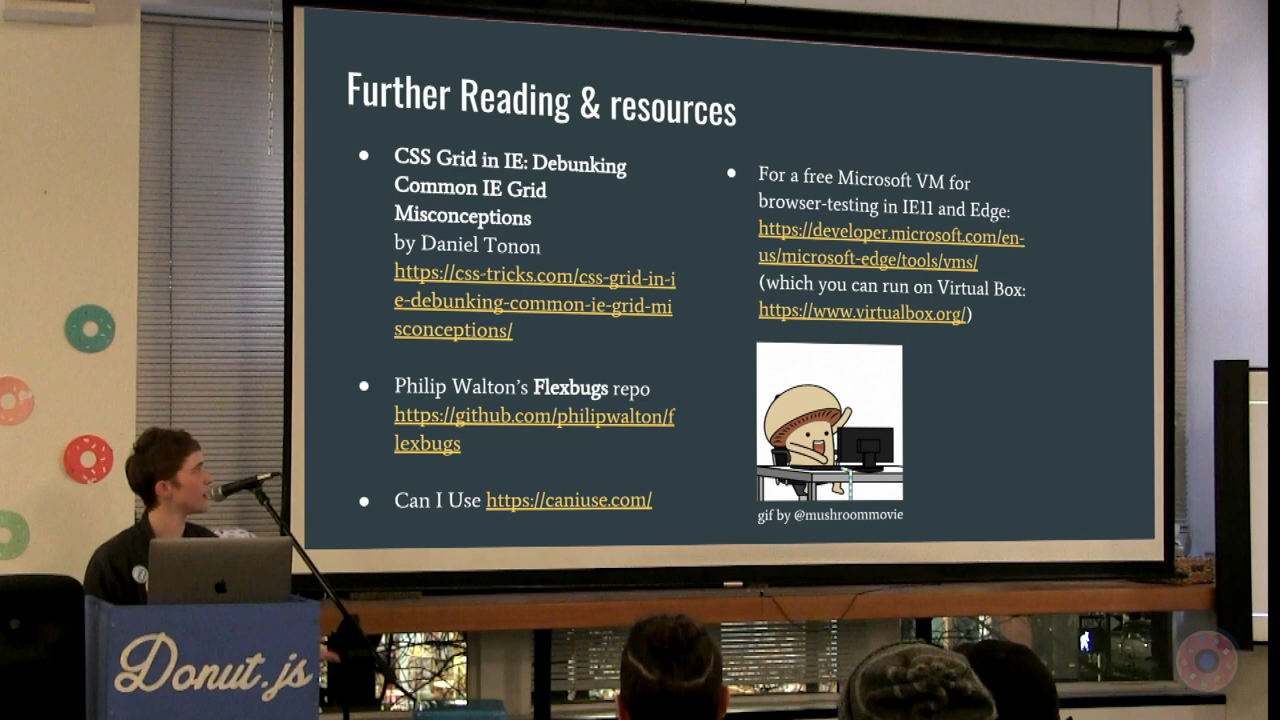 Further Reading & resources
● CSS Grid in IE: Debunking
Common IE Grid
Misconceptions
by Daniel Tonon
https://css-tricks.com/css-grid-in-i
e-debunking-common-ie-grid-mi
sconceptions/
● Philip Walton's Flexbugs repo
https://github.com/philipwalton/f
lexbugs
● Can I Use https://caniuse.com/
● For a free Microsoft VM for
browser-testing in IE11 and Edge:
https://developer.microsoft.com/en-
us/microsoft-edge/tools/vms/
(which you can run on Virtual Box:
https://www.virtualbox.org/)
gif by @mushroommovie
Donut.js